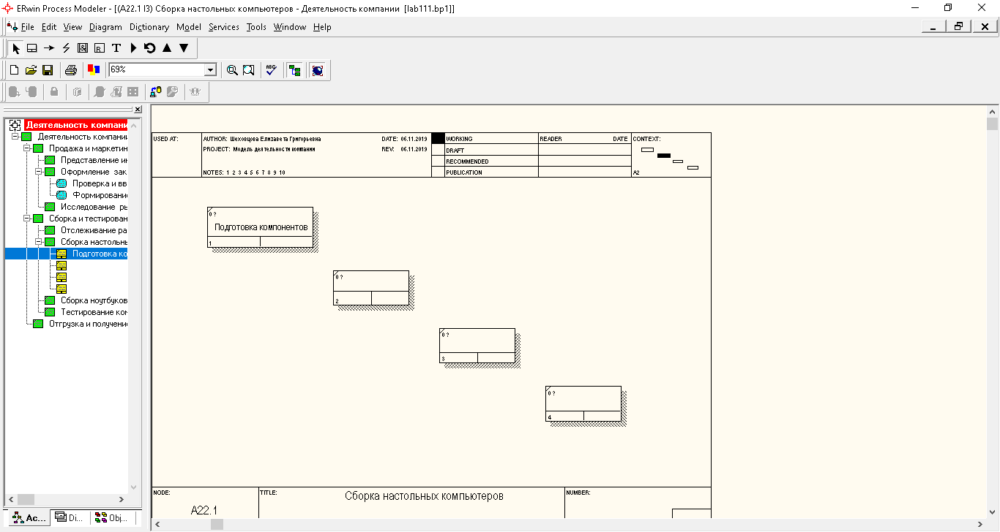 ERwin Process Modeler - [(A22.1 I3) Сборка настольных компьютеров - Деятельность компании [lab111.bp1]]
File Edit View Diagram Dictionary Model Services Tools Window Help
T
69%
ABC
Деятельность компани
Деятельность компании
Продажа и маркетин
Представление ин
Оформление зак
Проверка и вв
Формировани
Исследование ры
Сборка и тестирован
Отслеживание ра
Сборка настольн
Подготовка ко
Сборка ноутбуков
Тестирование ком
Отгрузка и получени
Ac...
Di...
Obj...
USED AT:
AUTHOR: Шеховцова Елизавета Григорьевна
DATE: 06.11.2019
PROJECT: Модель деятельности компании
REV: 06.11.2019
NOTES: 1 2 3 4 5 6 7 8 9 10
WORKING
DRAFT
RECOMMENDED
PUBLICATION
READER DATE
CONTEXT:
A2
0 ?
Подготовка компонентов
1
0 ?
2
0 ?
3
0 ?
4
NODE:
A22.1
TITLE:
Сборка настольных компьютеров
NUMBER: